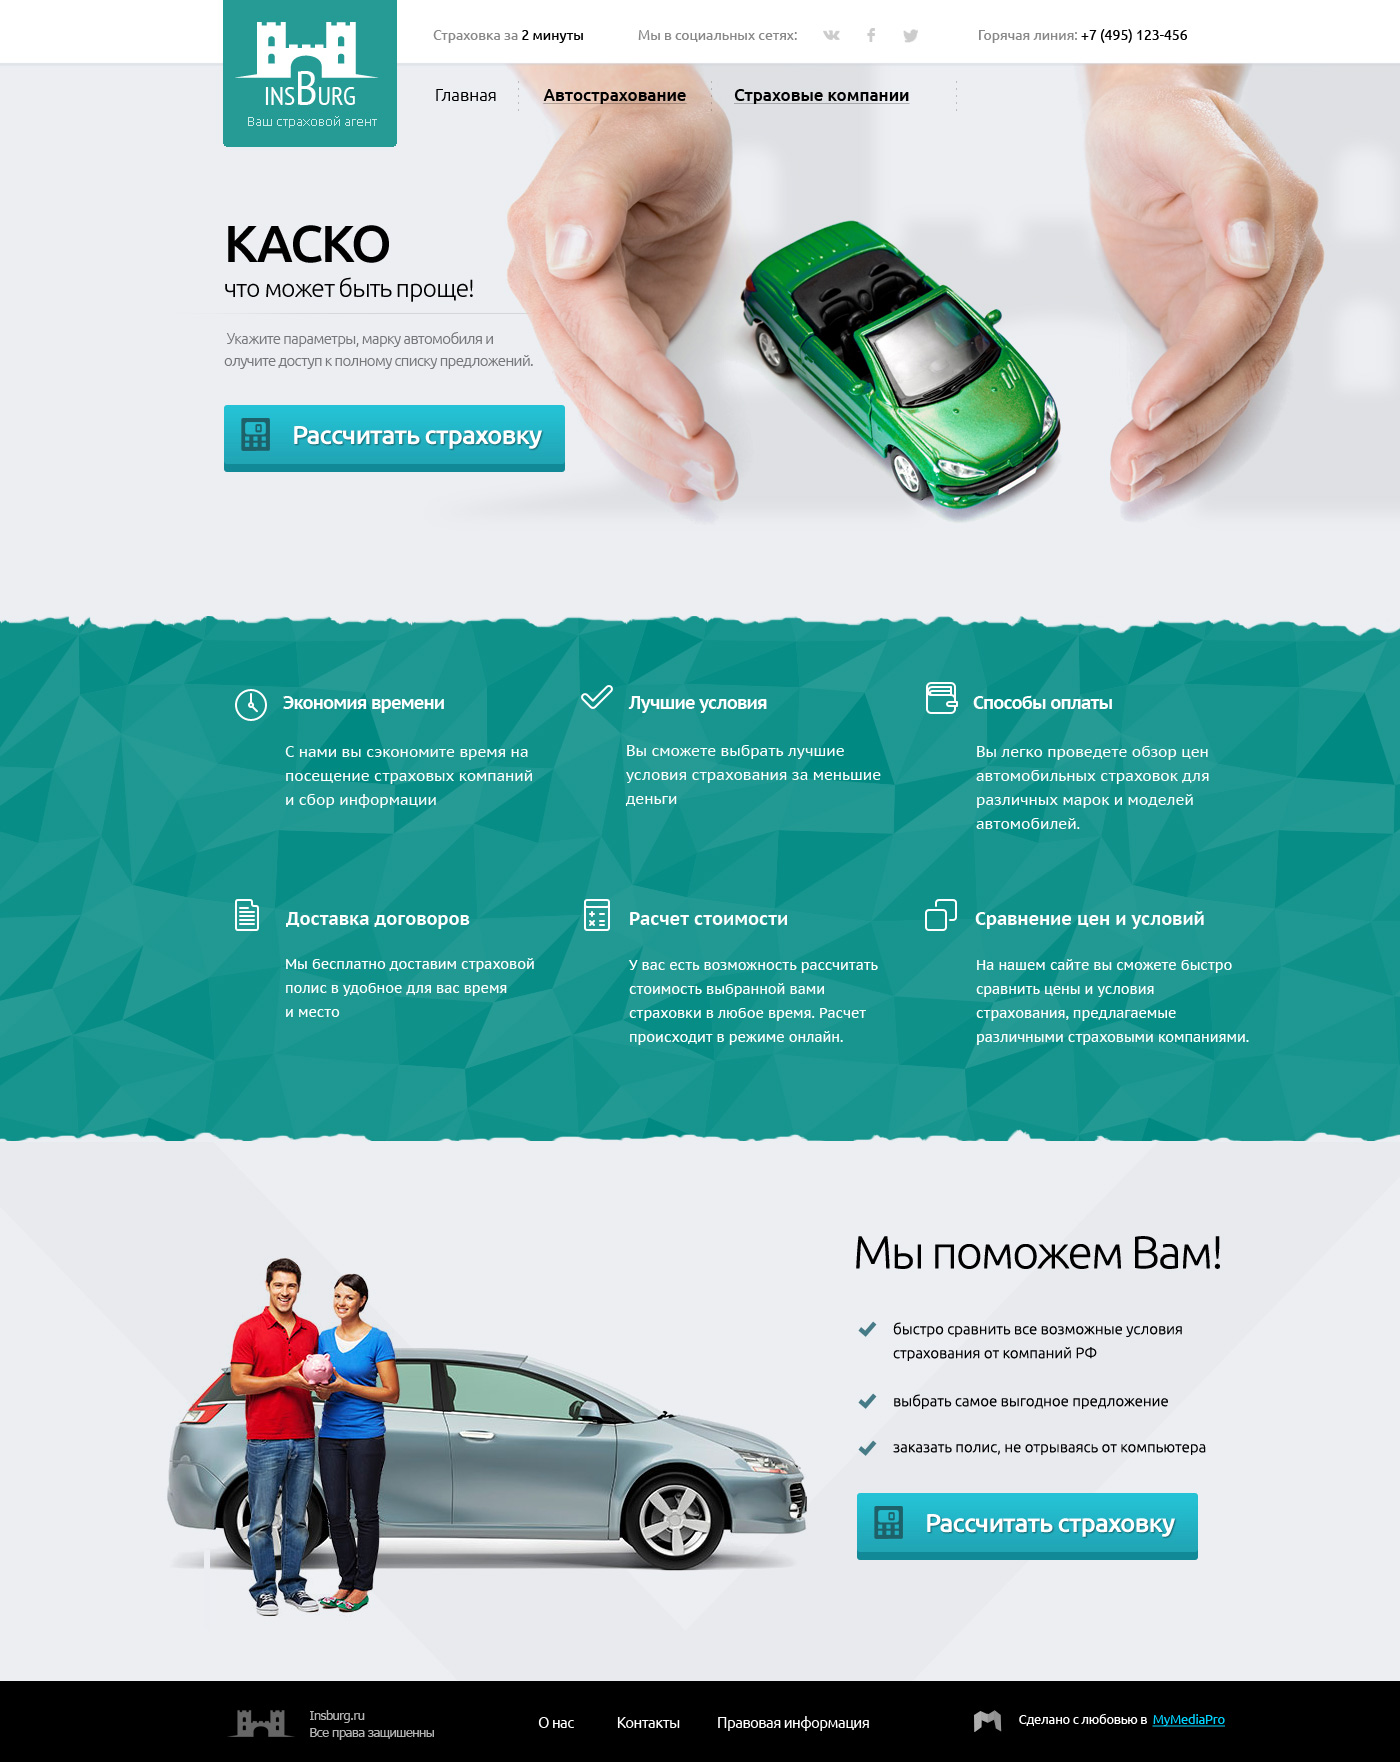 Страховка за 2 минуты
Мы в социальных сетях:
Горячая линия: +7 (495) 123-456
INSBURG
Ваш страховой агент
Главная
Автострахование
Страховые компании
КАСКО
что может быть проще!
Укажите параметры, марку автомобиля и
олучите доступ к полному списку предложений.
Рассчитать страховку
Экономия времени
С нами вы сэкономите время на
посещение страховых компаний
и сбор информации
Лучшие условия
Вы сможете выбрать лучшие
условия страхования за меньшие
деньги
Способы оплаты
Вы легко проведете обзор цен
автомобильных страховок для
различных марок и моделей
автомобилей.
Доставка договоров
Мы бесплатно доставим страховой
полис в удобное для вас время
и место
Расчет стоимости
У вас есть возможность рассчитать
стоимость выбранной вами
страховки в любое время. Расчет
происходит в режиме онлайн.
Сравнение цен и условий
На нашем сайте вы сможете быстро
сравнить цены и условия
страхования, предлагаемые
различными страховыми компаниями.
Мы поможем Вам!
быстро сравнить все возможные условия
страхования от компаний РФ
выбрать самое выгодное предложение
заказать полис, не отрываясь от компьютера
Рассчитать страховку
Insburg.ru
Все права защищенны
О нас
Контакты
Правовая информация
Сделано с любовью в MyMediaPro